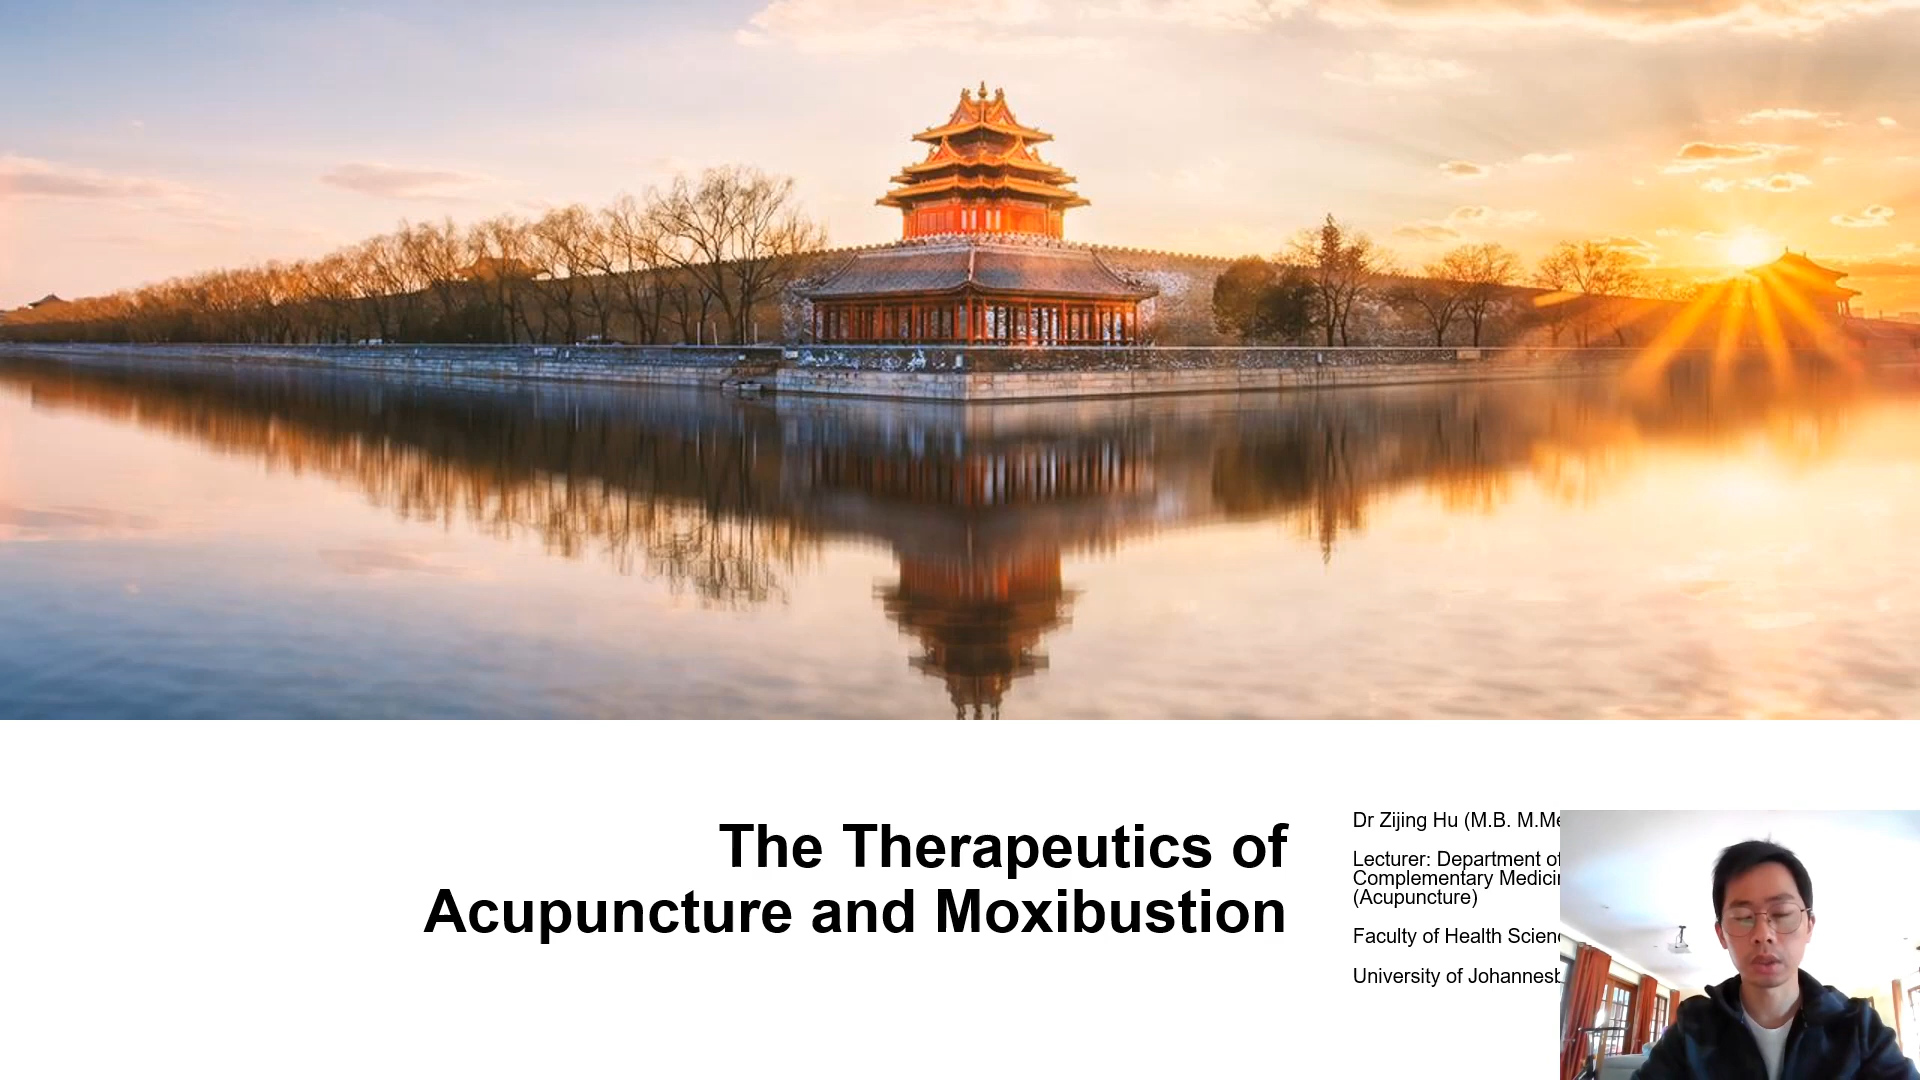 The Therapeutics of
Acupuncture and Moxibustion
Dr Zijing Hu (M.B. M.Me
Lecturer: Department of
Complementary Medici
(Acupuncture)
Faculty of Health Scien
University of Johannesb